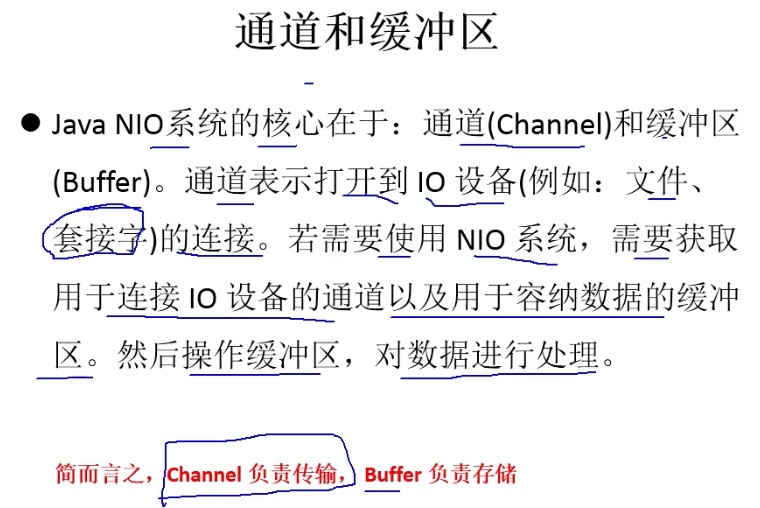 通道和缓冲区
● Java NIO系统的核心在于：通道(Channel)和缓冲区
(Buffer)。通道表示打开到 IO 设备(例如：文件、
套接字)的连接。若需要使用 NIO 系统，需要获取
用于连接 IO 设备的通道以及用于容纳数据的缓冲
区。然后操作缓冲区，对数据进行处理。
简而言之，Channel 负责传输， Buffer 负责存储